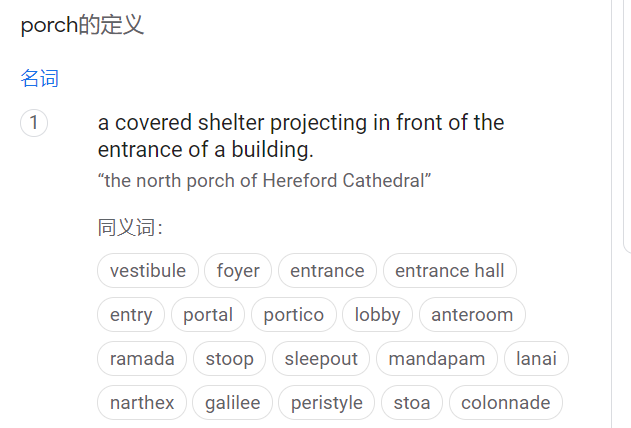 porch的定义
名词
1 a covered shelter projecting in front of the
entrance of a building.
“the north porch of Hereford Cathedral”
同义词：
vestibule foyer entrance entrance hall
entry portal portico lobby anteroom
ramada stoop sleepout mandapam lanai
narthex galilee peristyle stoa colonnade